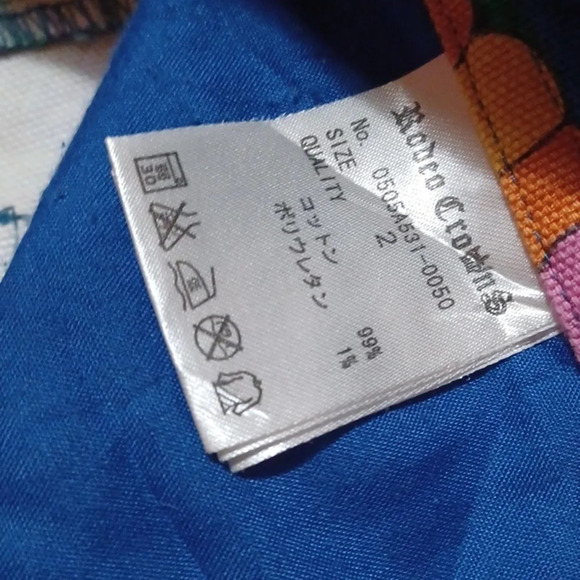 Rodeo Crowns
No. 0505A531-0050
SIZE 2
QUALITY
コットン 99%
ポリウレタン 1%
30